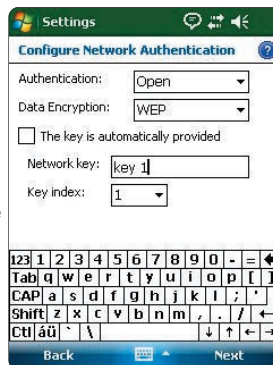 Settings
Configure Network Authentication ?
Authentication: Open
Data Encryption: WEP
The key is automatically provided
Network key: key 1
Key index: 1
123 1 2 3 4 5 6 7 8 9 0 - =
Tab q w e r t y u i o p [ ]
CAP a s d f g h j k l ; '
Shift z x c v b n m , . /
Ctl áü ` \
Back Next